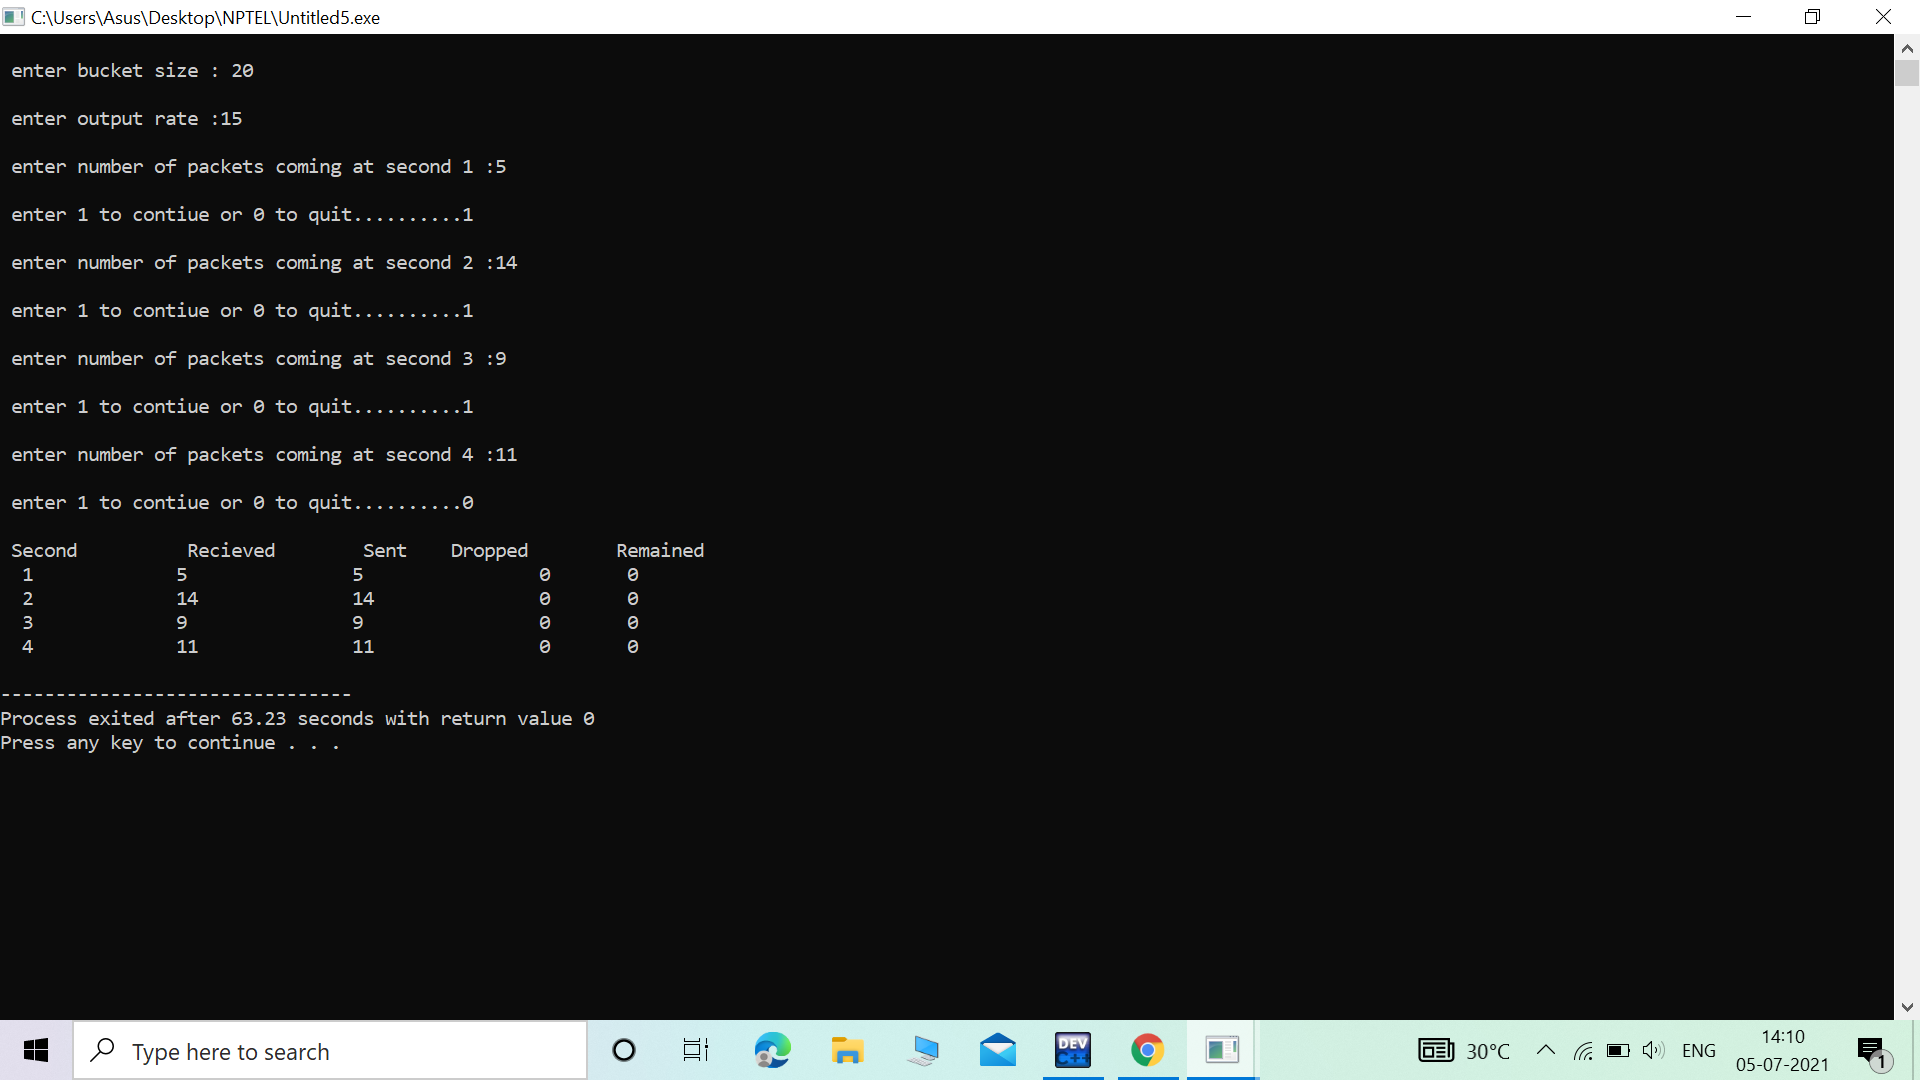 C:\Users\Asus\Desktop\NPTEL\Untitled5.exe
enter bucket size : 20
enter output rate :15
enter number of packets coming at second 1 :5
enter 1 to contiue or 0 to quit..........1
enter number of packets coming at second 2 :14
enter 1 to contiue or 0 to quit..........1
enter number of packets coming at second 3 :9
enter 1 to contiue or 0 to quit..........1
enter number of packets coming at second 4 :11
enter 1 to contiue or 0 to quit..........0
Second Recieved Sent Dropped Remained
1 5 5 0 0
2 14 14 0 0
3 9 9 0 0
4 11 11 0 0
--------------------------------
Process exited after 63.23 seconds with return value 0
Press any key to continue . . .
Type here to search
DEV C++
30°C
ENG
14:10
05-07-2021
1